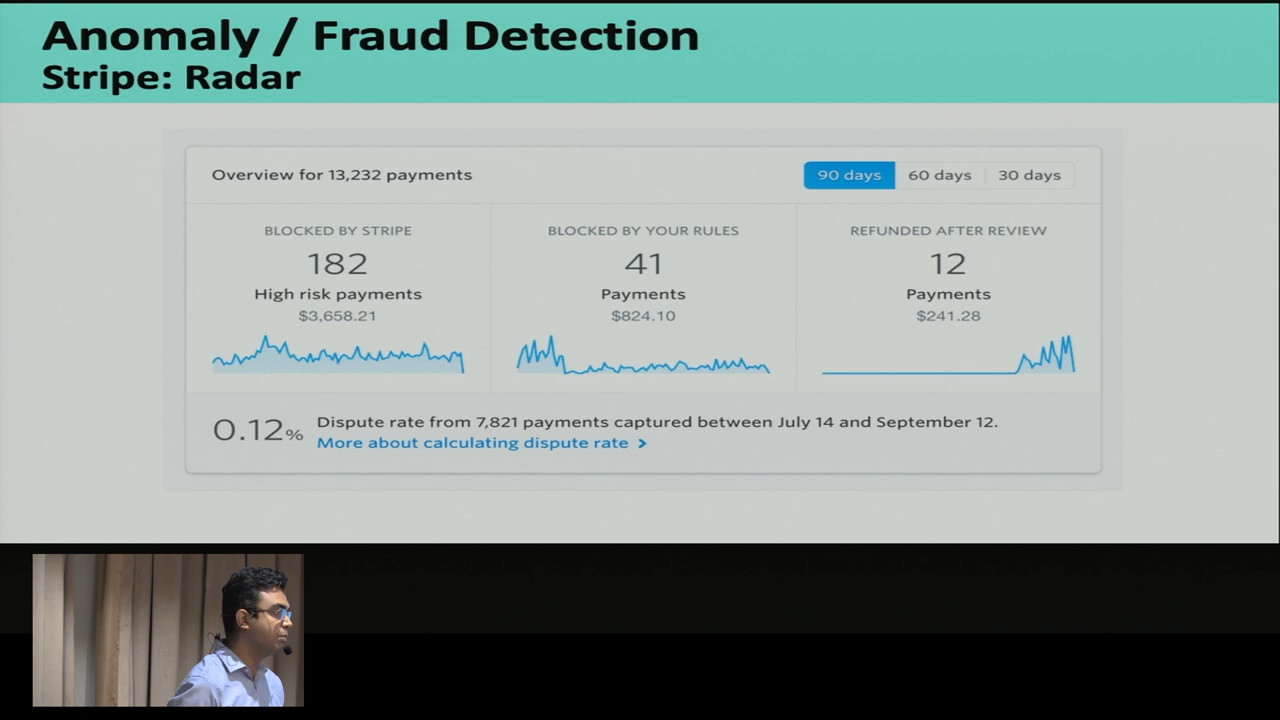 Anomaly / Fraud Detection
Stripe: Radar
Overview for 13,232 payments
90 days
60 days
30 days
BLOCKED BY STRIPE
182
High risk payments
$3,658.21
BLOCKED BY YOUR RULES
41
Payments
$824.10
REFUNDED AFTER REVIEW
12
Payments
$241.28
0.12%
Dispute rate from 7,821 payments captured between July 14 and September 12.
More about calculating dispute rate >